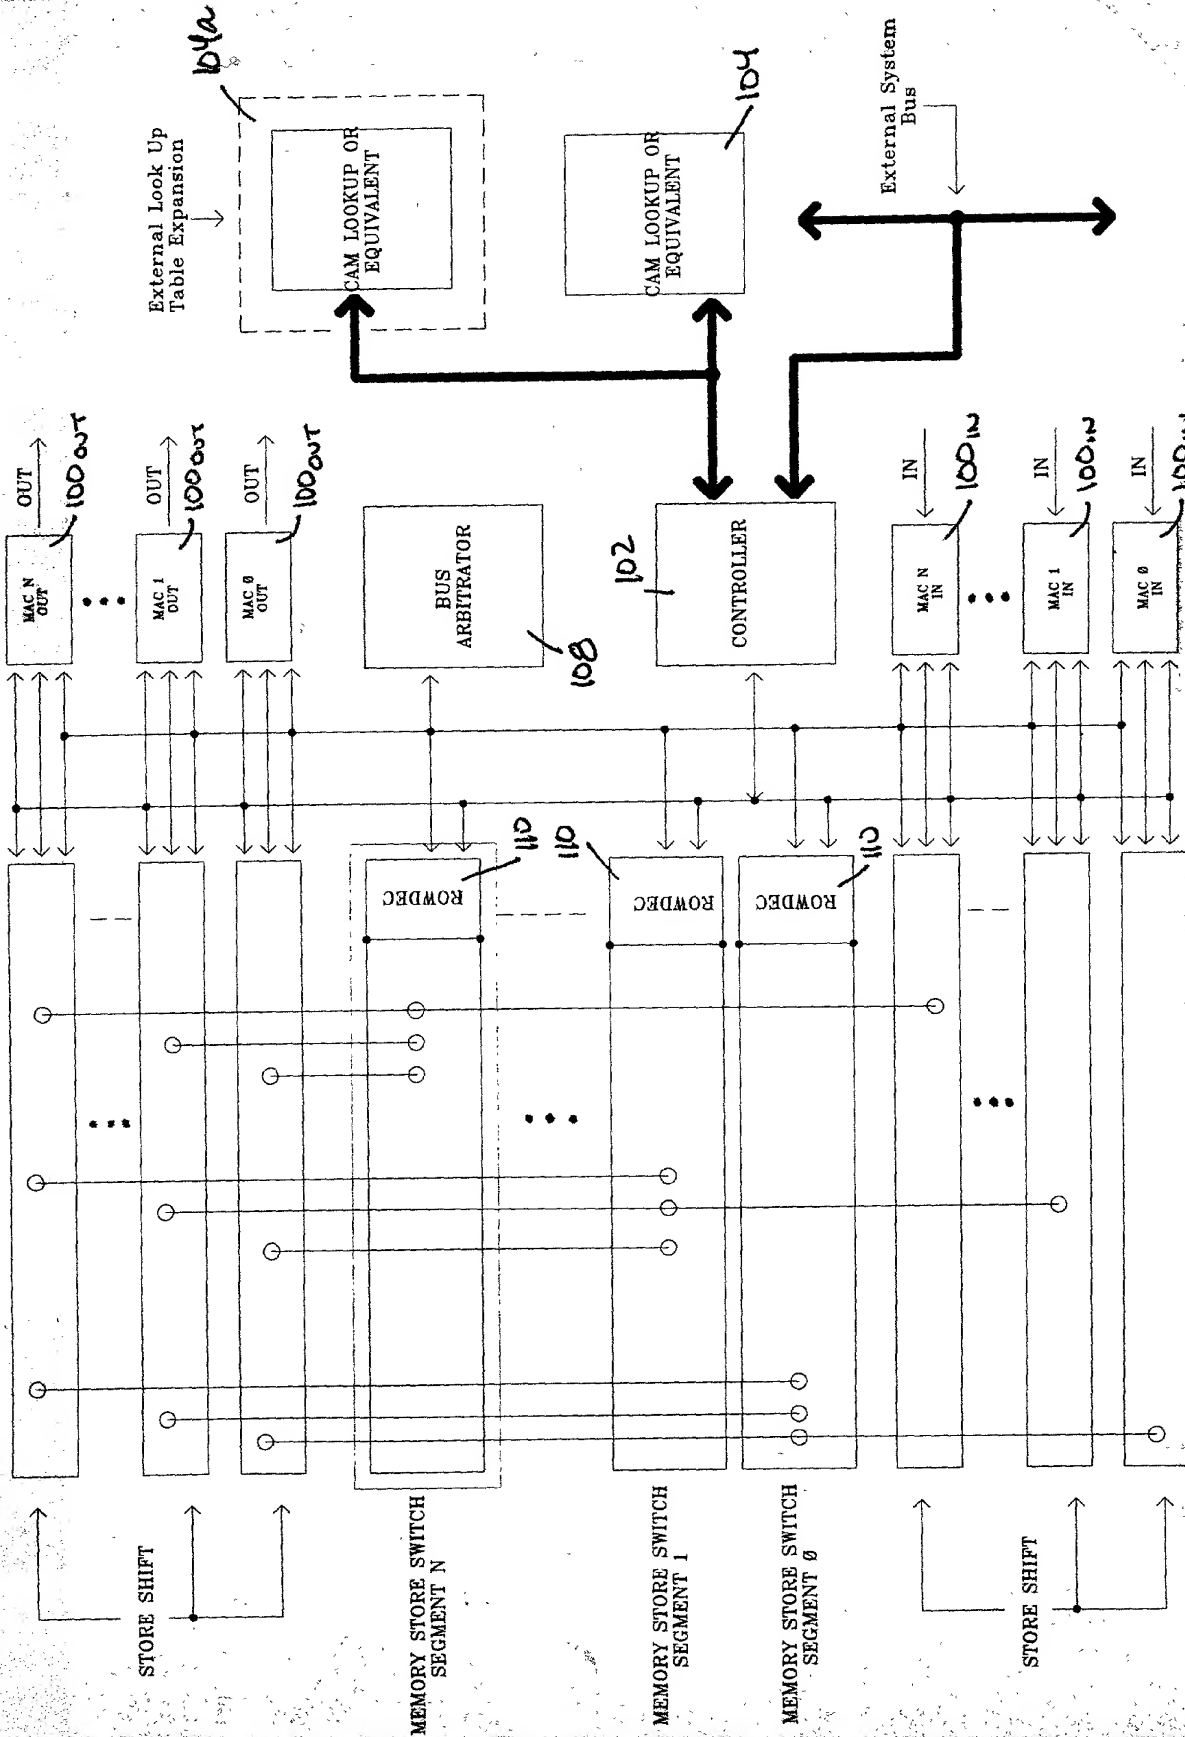 External Look Up
Table Expansion
104a
CAM LOOKUP OR
EQUIVALENT
CAM LOOKUP OR
EQUIVALENT
104
External System
Bus
OUT
100OUT
MAC N
OUT
OUT
100OUT
MAC 1
OUT
OUT
100OUT
MAC 0
OUT
BUS
ARBITRATOR
108
102
CONTROLLER
IN
100IN
MAC N
IN
IN
100IN
MAC 1
IN
IN
100IN
MAC 0
IN
ROWDEC
110
ROWDEC
110
ROWDEC
110
STORE SHIFT
MEMORY STORE SWITCH
SEGMENT N
MEMORY STORE SWITCH
SEGMENT 1
MEMORY STORE SWITCH
SEGMENT 0
STORE SHIFT